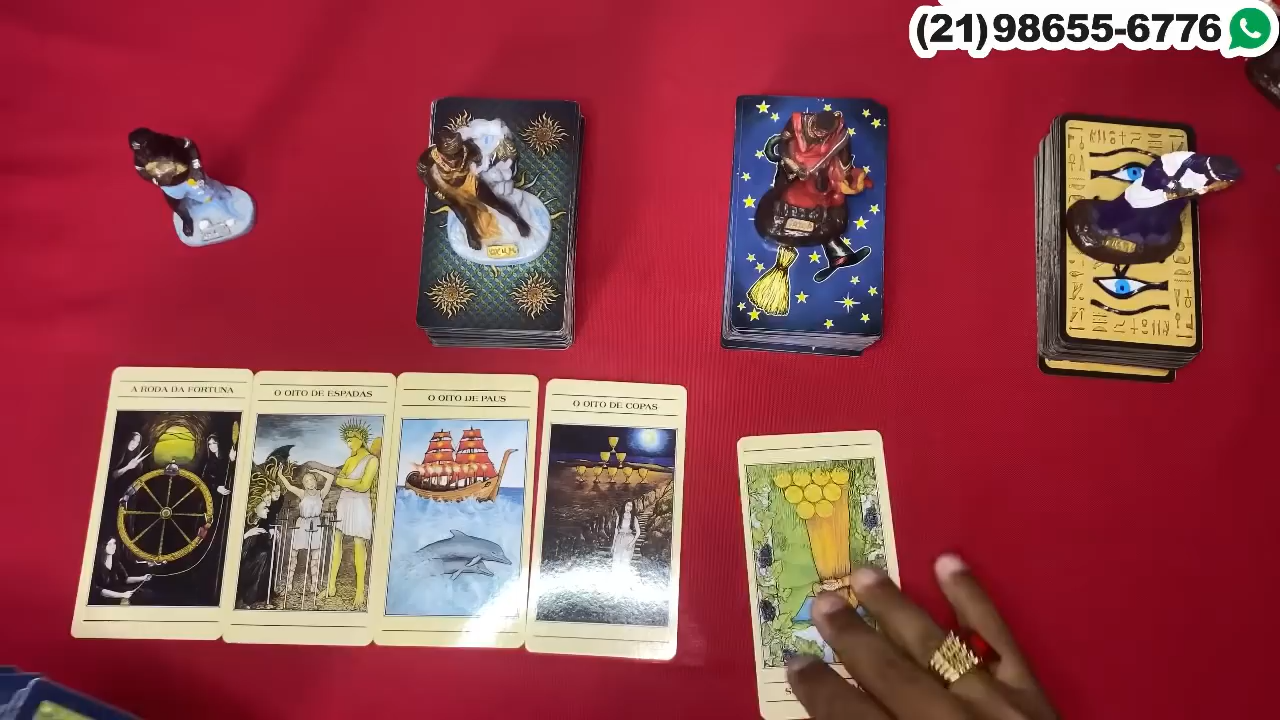 (21)98655-6776
A RODA DA FORTUNA
O OITO DE ESPADAS
O OITO DE PAUS
O OITO DE COPAS